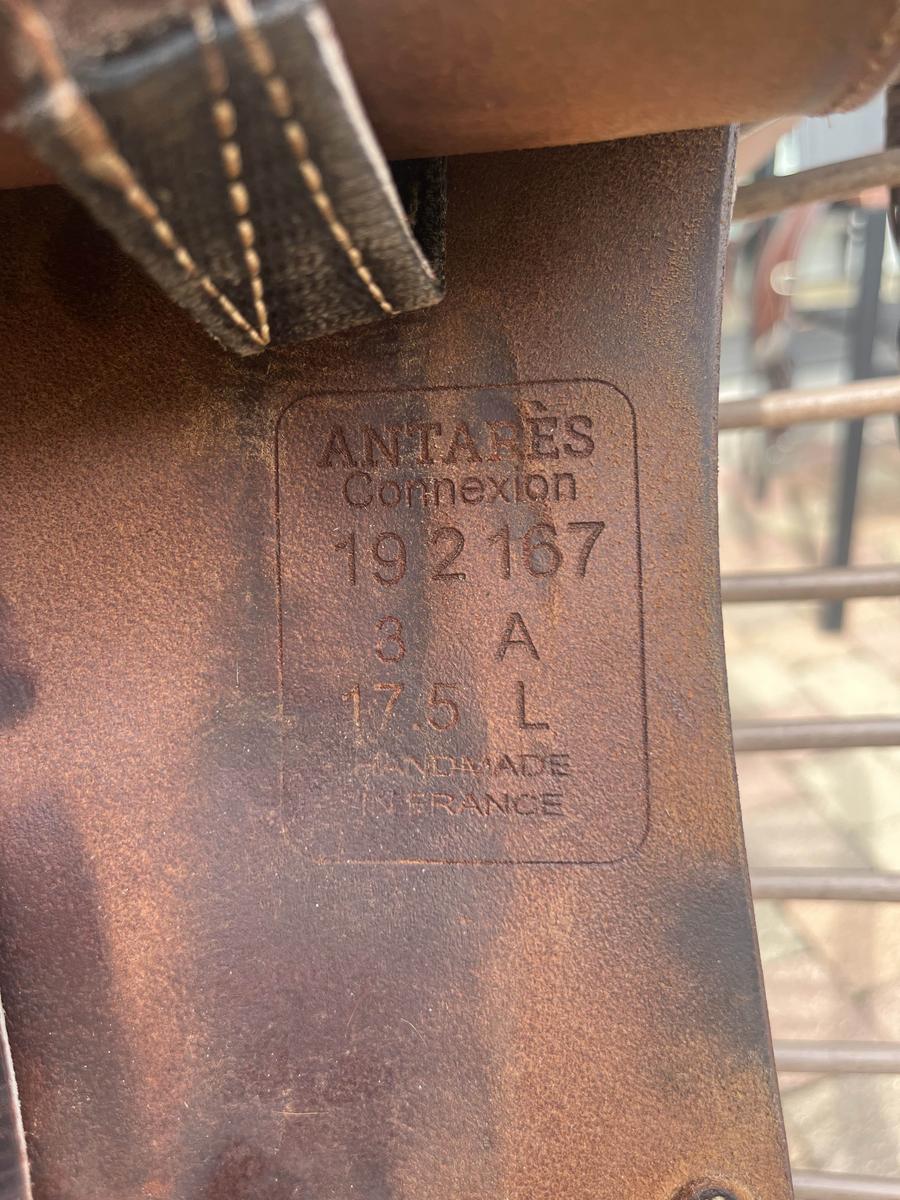 ANTARÈS
Connexion
19 2 167
3 A
17.5 L
HANDMADE
IN FRANCE